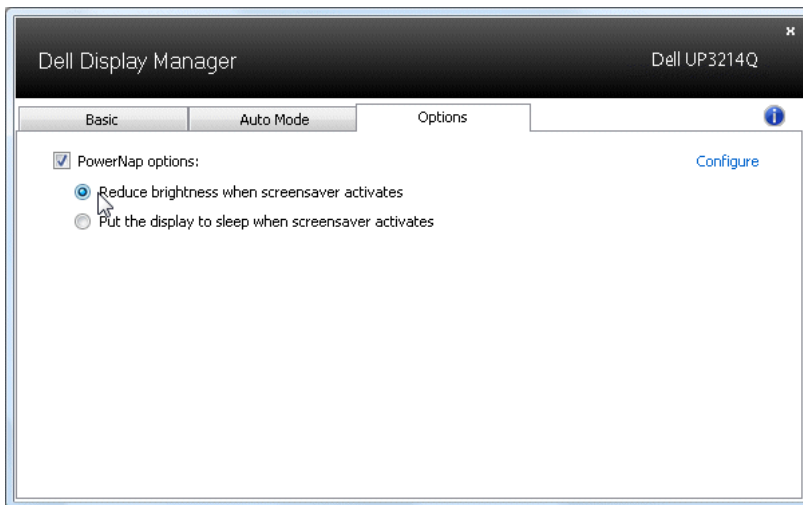 Dell Display Manager
Dell UP3214Q
Basic
Auto Mode
Options
PowerNap options:
Configure
Reduce brightness when screensaver activates
Put the display to sleep when screensaver activates